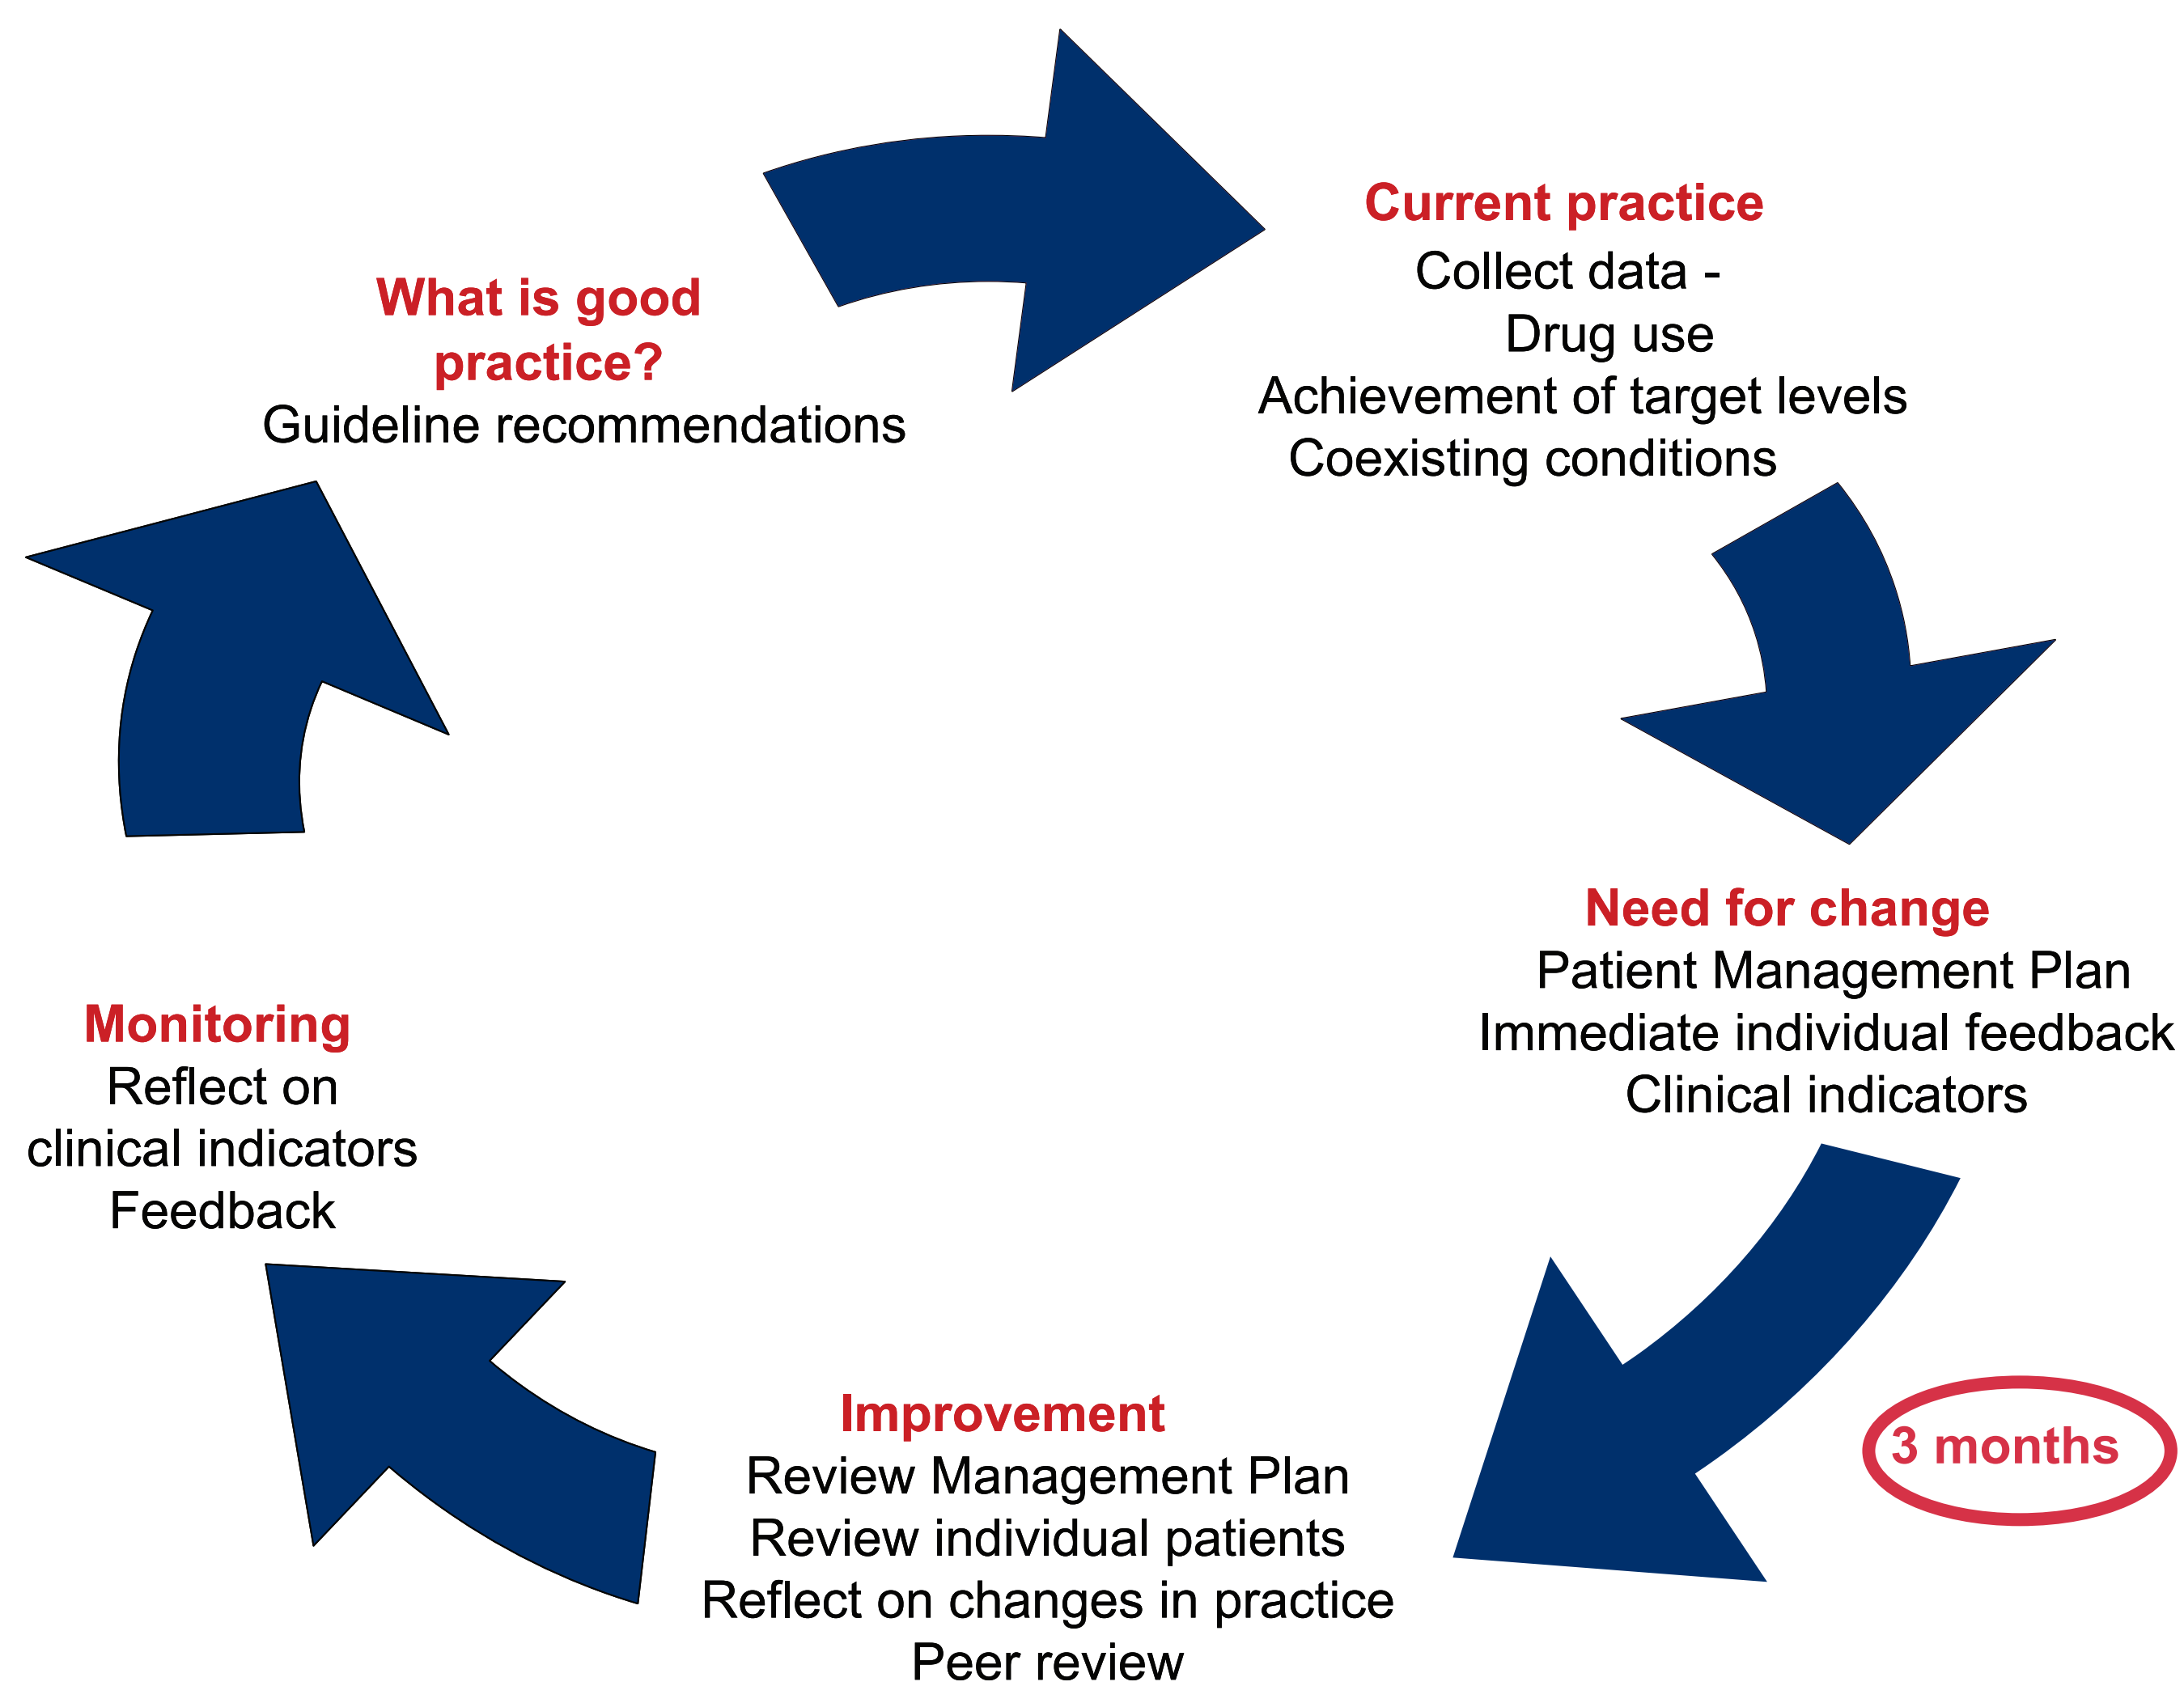 What is good
practice?
Guideline recommendations
Current practice
Collect data -
Drug use
Achievement of target levels
Coexisting conditions
Need for change
Patient Management Plan
Immediate individual feedback
Clinical indicators
3 months
Improvement
Review Management Plan
Review individual patients
Reflect on changes in practice
Peer review
Monitoring
Reflect on
clinical indicators
Feedback